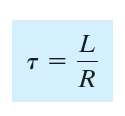 τ = L/R